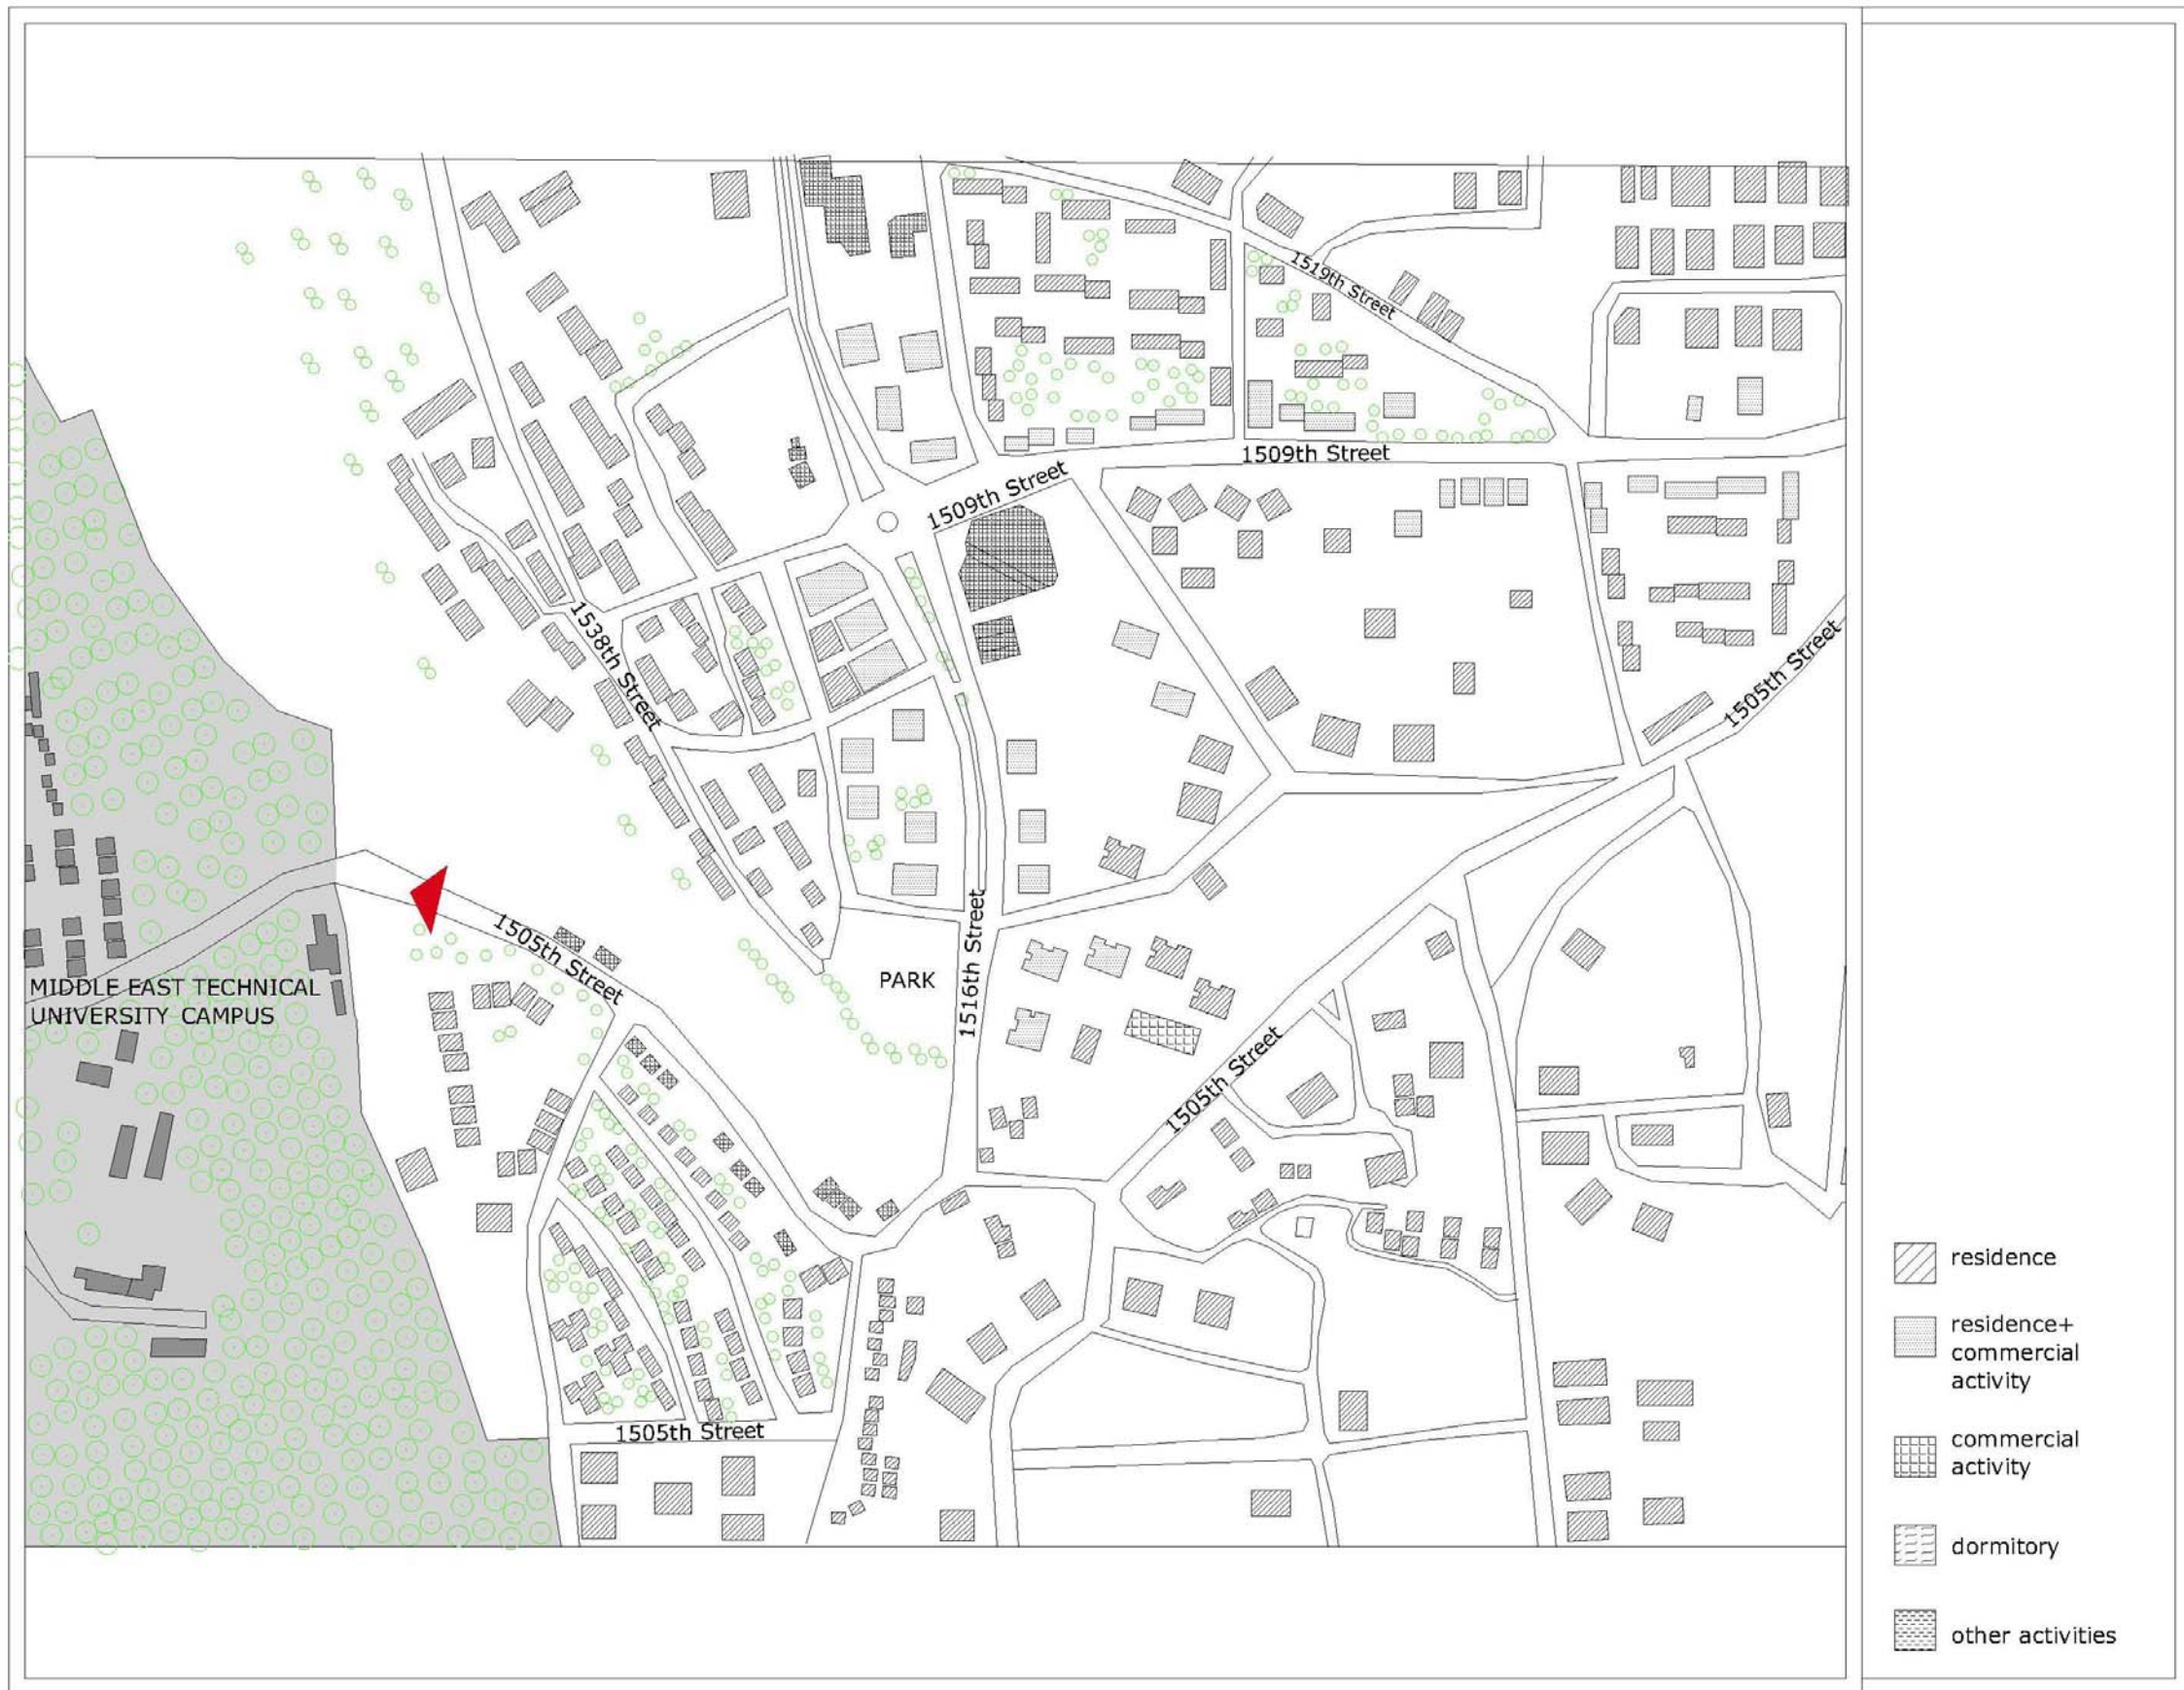 1519th Street
1509th Street
1509th Street
1538th Street
1505th Street
1505th Street
PARK
1516th Street
MIDDLE EAST TECHNICAL
UNIVERSITY CAMPUS
1505th Street
1505th Street
residence
residence+
commercial
activity
commercial
activity
dormitory
other activities